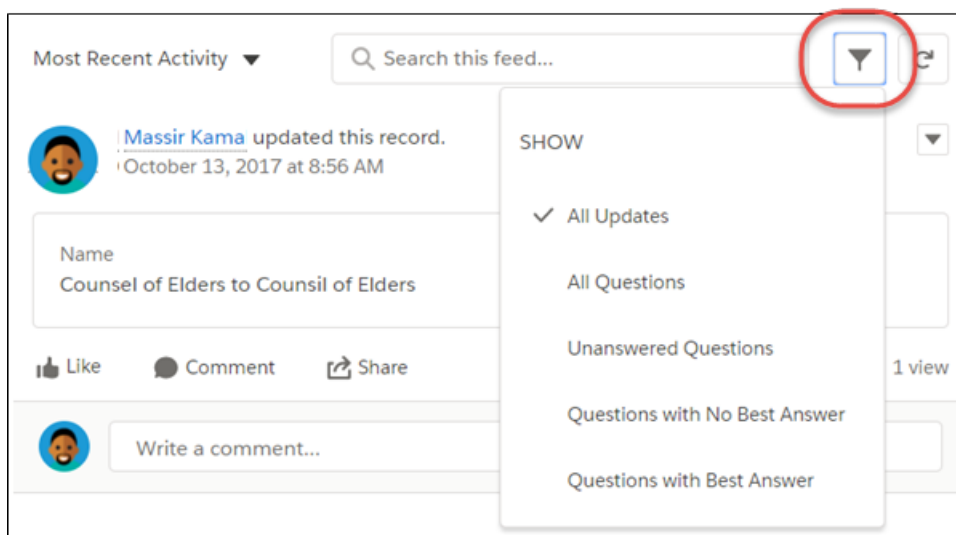 Most Recent Activity
Search this feed...
Massir Kama updated this record.
October 13, 2017 at 8:56 AM
SHOW
All Updates
All Questions
Unanswered Questions
Questions with No Best Answer
Questions with Best Answer
Name
Counsel of Elders to Counsil of Elders
Like
Comment
Share
1 view
Write a comment...